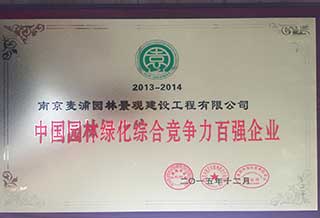 2013-2014
南京麦浦园林景观建设工程有限公司
中国园林绿化综合竞争力百强企业
二〇一五年十二月